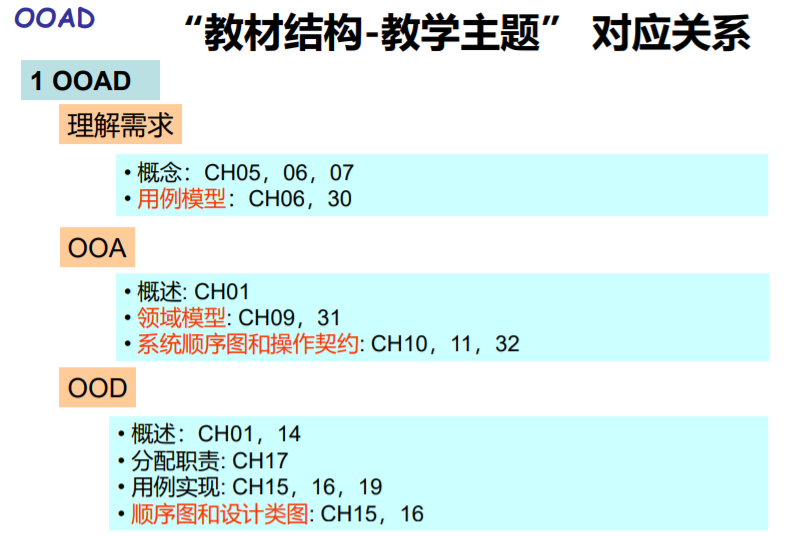 OOAD
“教材结构-教学主题” 对应关系
1 OOAD
理解需求
• 概念：CH05，06，07
• 用例模型：CH06，30
OOA
• 概述: CH01
• 领域模型: CH09，31
• 系统顺序图和操作契约: CH10，11，32
OOD
• 概述：CH01，14
• 分配职责: CH17
• 用例实现: CH15，16，19
• 顺序图和设计类图: CH15，16